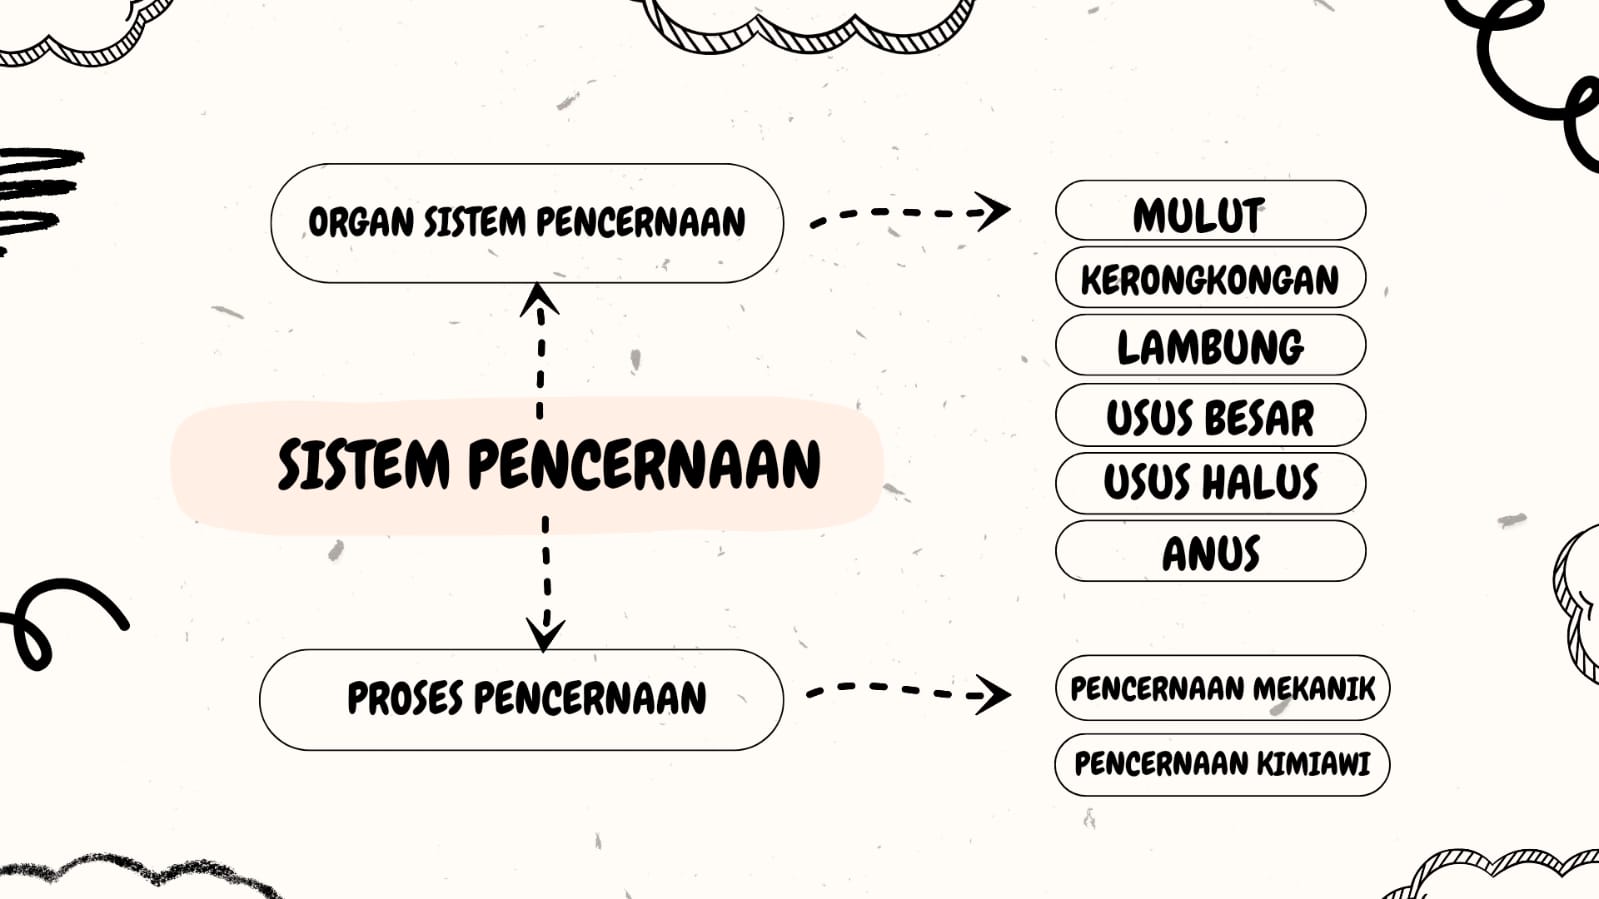 ORGAN SISTEM PENCERNAAN
MULUT
KERONGKONGAN
LAMBUNG
USUS BESAR
USUS HALUS
ANUS
SISTEM PENCERNAAN
PROSES PENCERNAAN
PENCERNAAN MEKANIK
PENCERNAAN KIMIAWI